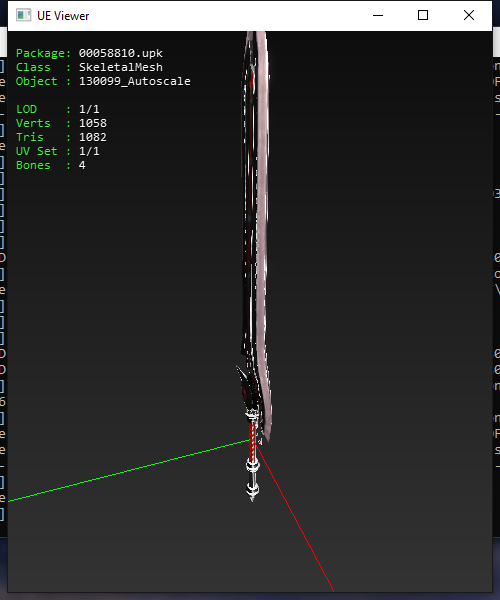 UE Viewer
Package: 00058810.upk
Class  : SkeletalMesh
Object : 130099_Autoscale
LOD    : 1/1
Verts  : 1058
Tris   : 1082
UV Set : 1/1
Bones  : 4